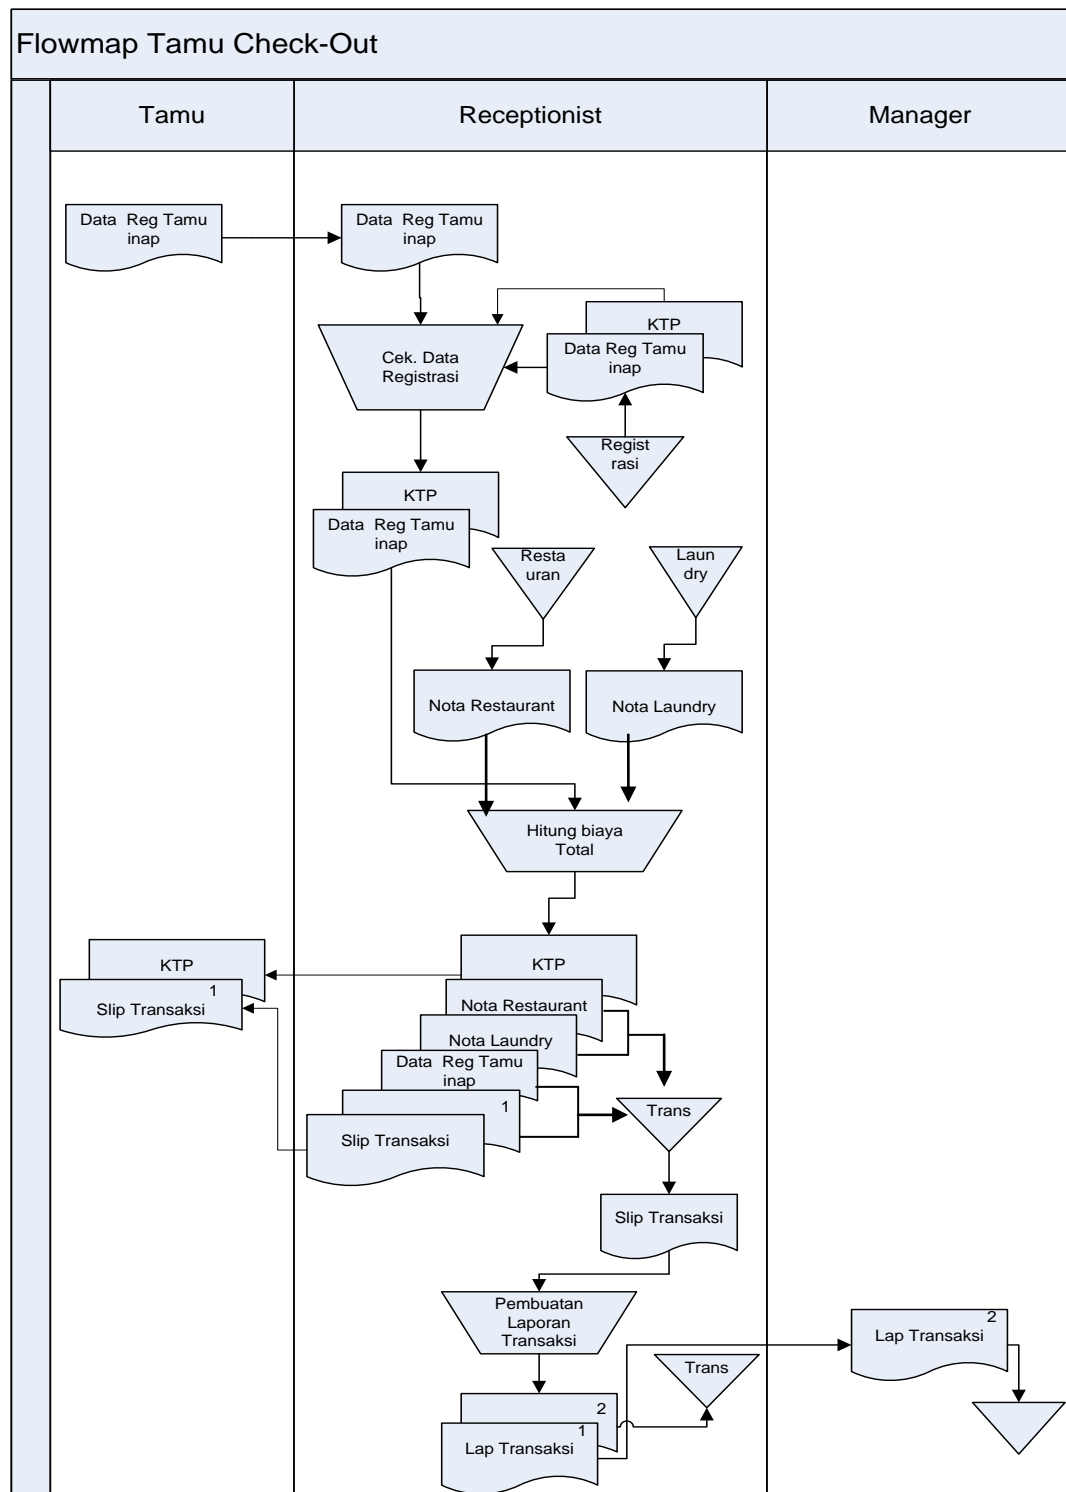 Flowmap Tamu Check-Out
Tamu
Receptionist
Manager
Data Reg Tamu
inap
Data Reg Tamu
inap
KTP
Data Reg Tamu
inap
Cek. Data
Registrasi
Regist
rasi
KTP
Data Reg Tamu
inap
Resta
uran
Laun
dry
Nota Restaurant
Nota Laundry
Hitung biaya
Total
KTP
1
Slip Transaksi
KTP
Nota Restaurant
Nota Laundry
Data Reg Tamu
inap
1
Slip Transaksi
Trans
Slip Transaksi
Pembuatan
Laporan
Transaksi
2
Lap Transaksi
Trans
2
1
Lap Transaksi